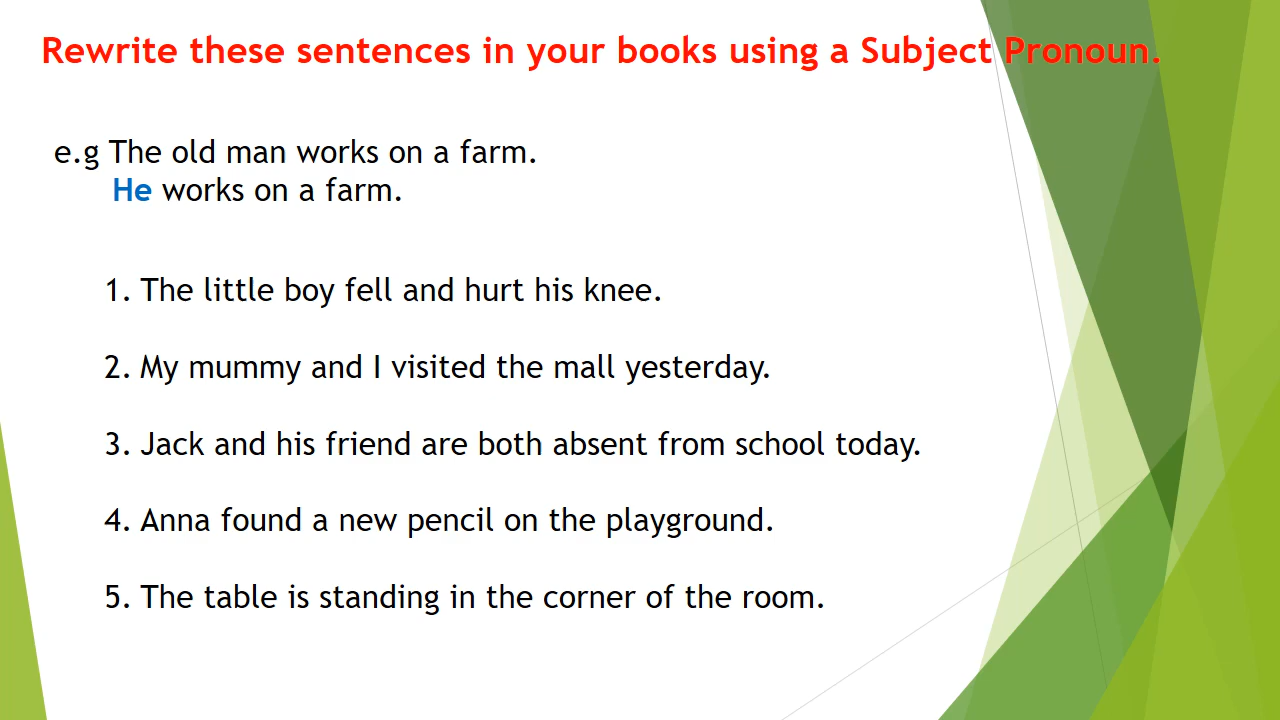 Rewrite these sentences in your books using a Subject Pronoun.
e.g The old man works on a farm.
He works on a farm.
1. The little boy fell and hurt his knee.
2. My mummy and I visited the mall yesterday.
3. Jack and his friend are both absent from school today.
4. Anna found a new pencil on the playground.
5. The table is standing in the corner of the room.